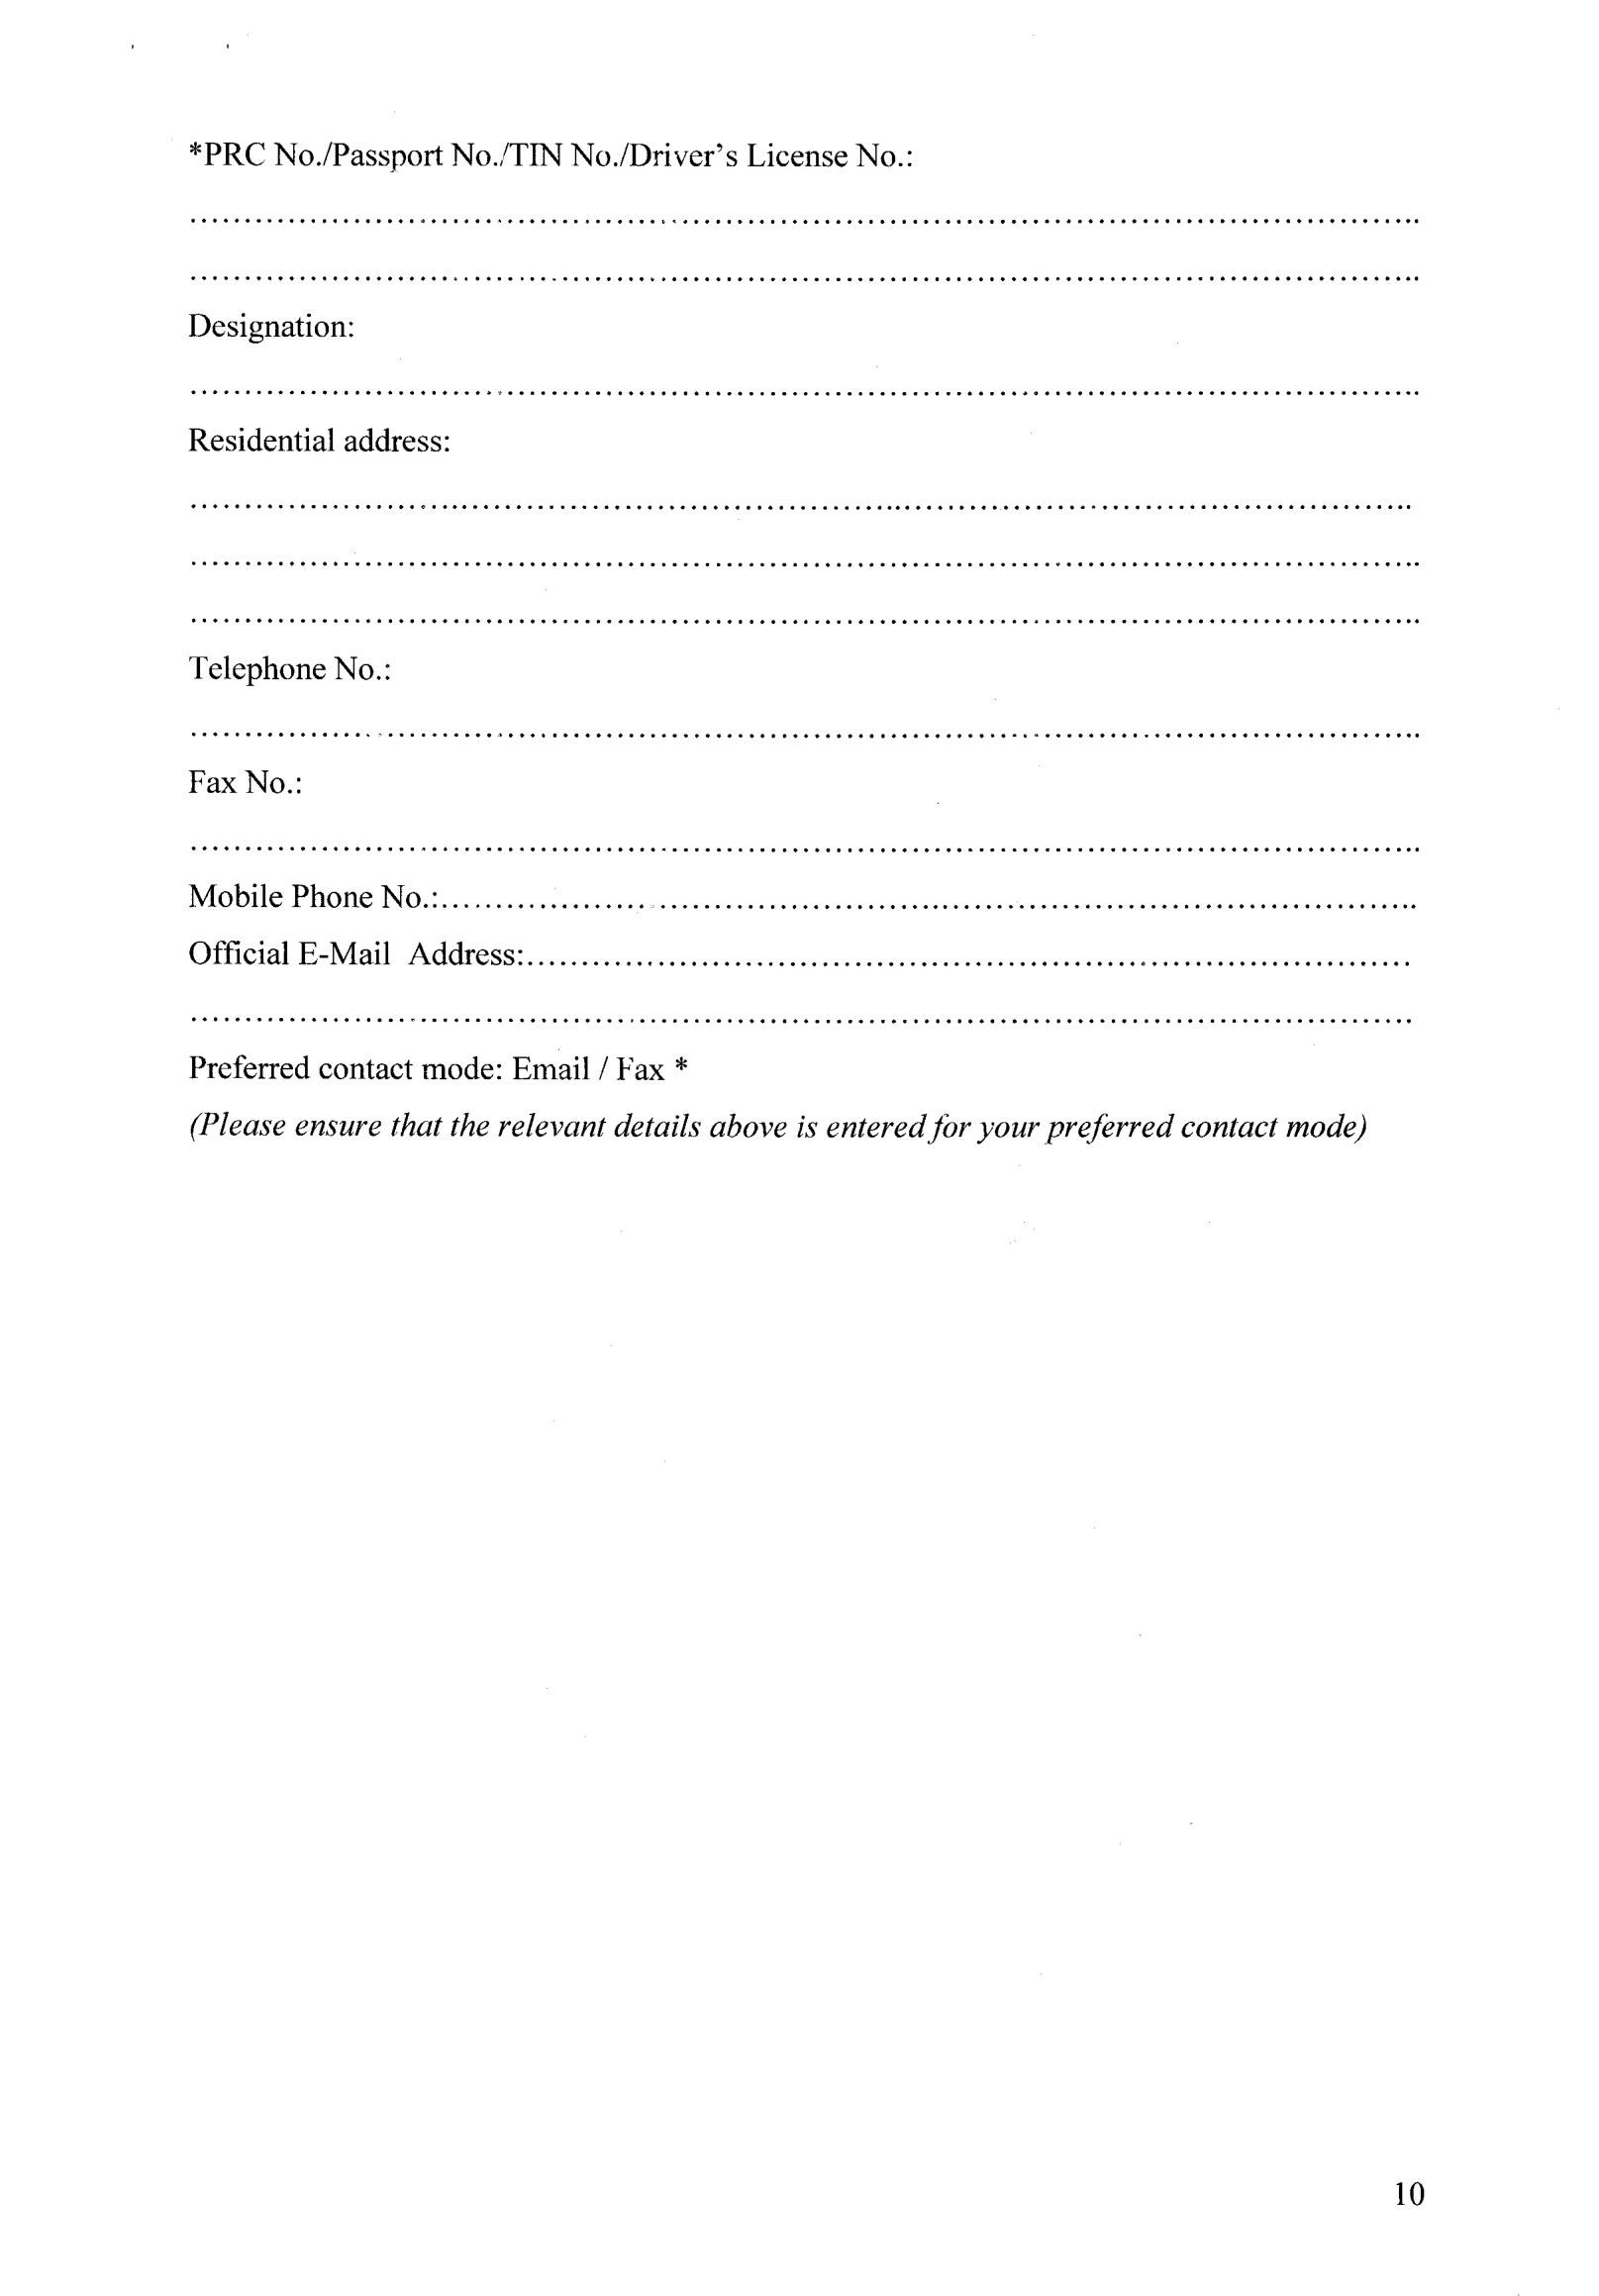 *PRC No./Passport No./TIN No./Driver's License No.:
........................................................................................................................
........................................................................................................................
Designation:
........................................................................................................................
Residential address:
........................................................................................................................
........................................................................................................................
........................................................................................................................
Telephone No.:
........................................................................................................................
Fax No.:
........................................................................................................................
Mobile Phone No.:................................................................................................
Official E-Mail  Address:........................................................................................
........................................................................................................................
Preferred contact mode: Email / Fax *
(Please ensure that the relevant details above is entered for your preferred contact mode)
10